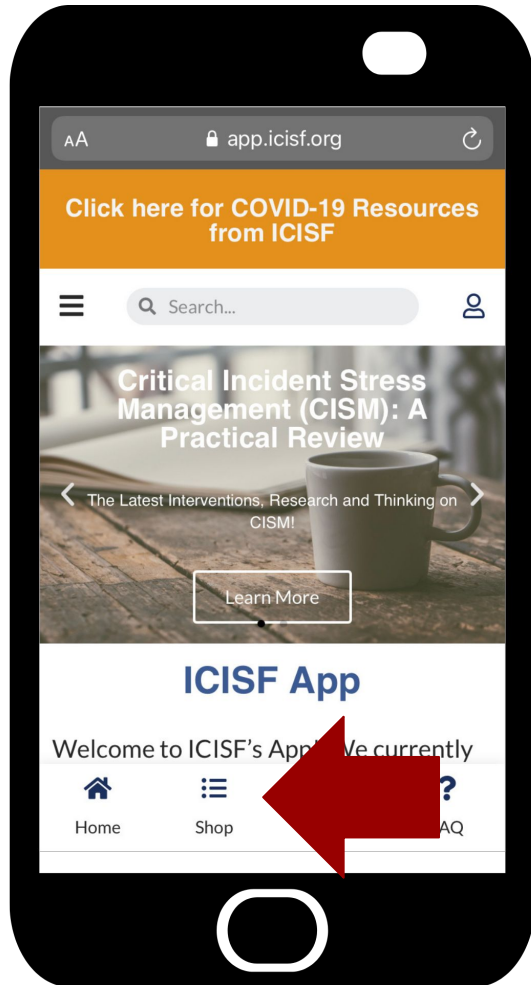 AA
app.icisf.org
Click here for COVID-19 Resources
from ICISF
Search...
Critical Incident Stress
Management (CISM): A
Practical Review
The Latest Interventions, Research and Thinking on
CISM!
Learn More
ICISF App
Welcome to ICISF's App! We currently
Home
Shop
AQ